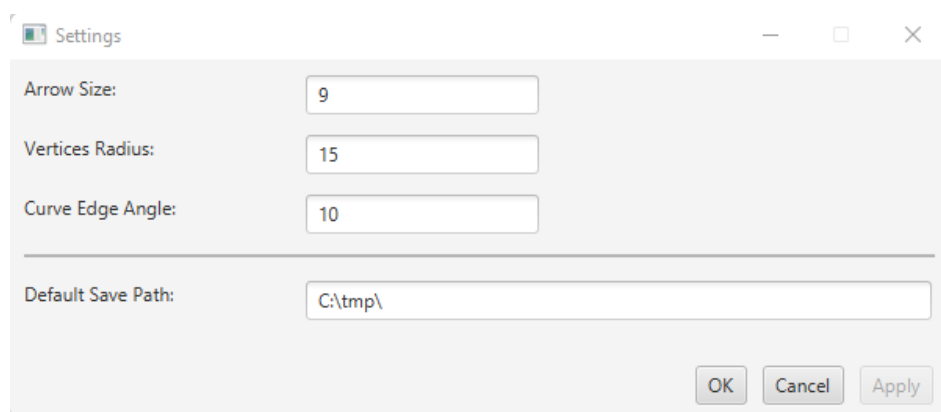 Settings
Arrow Size: 9
Vertices Radius: 15
Curve Edge Angle: 10
Default Save Path: C:\tmp\
OK Cancel Apply